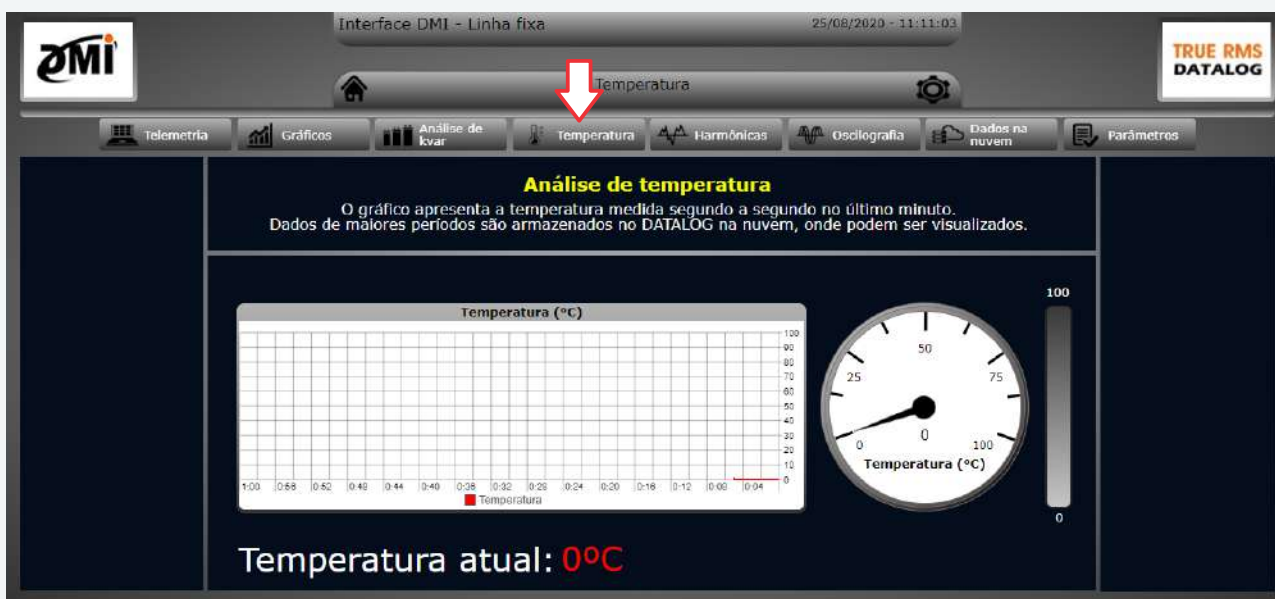 DMI
Interface DMI - Linha fixa
25/08/2020 - 11:11:03
TRUE RMS
DATALOG
Temperatura
Telemetria
Gráficos
Análise de
kvar
Temperatura
Harmônicas
Oscilografia
Dados na
nuvem
Parâmetros
Análise de temperatura
O gráfico apresenta a temperatura medida segundo a segundo no último minuto.
Dados de maiores períodos são armazenados no DATALOG na nuvem, onde podem ser visualizados.
Temperatura (ºC)
100
90
80
70
60
50
40
30
20
10
0
1:00 0:56 0:52 0:48 0:44 0:40 0:36 0:32 0:28 0:24 0:20 0:16 0:12 0:08 0:04
Temperatura
0
25
50
75
100
0
Temperatura (ºC)
100
0
Temperatura atual: 0ºC